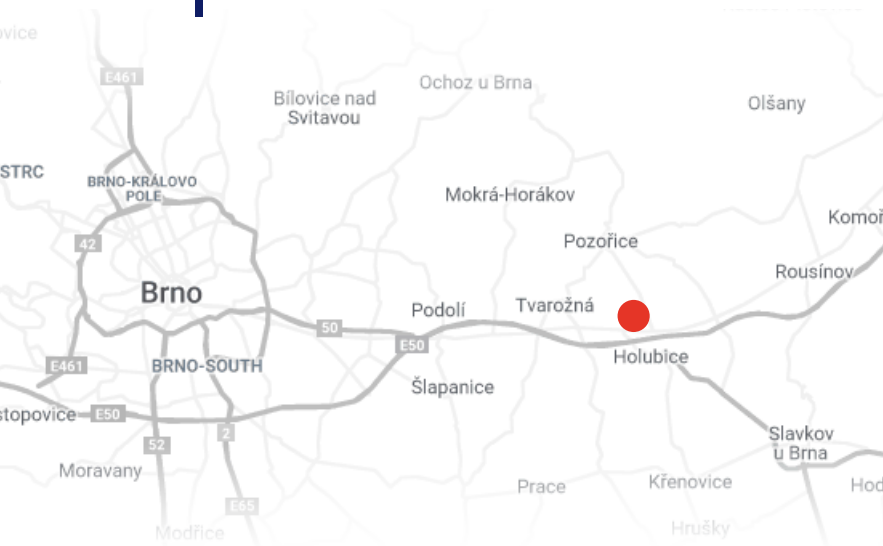 ovice
E461
Ochoz u Brna
Bílovice nad
Svitavou
Olšany
STRC
BRNO-KRÁLOVO
POLE
Mokrá-Horákov
Komoř
42
Pozořice
Rousínov
Brno
Podolí
Tvarožná
50
E50
Holubice
E461
BRNO-SOUTH
Šlapanice
stopovice
E50
52
2
Slavkov
u Brna
Moravany
Prace
Křenovice
Hod
E65
Modřice
Hrušky